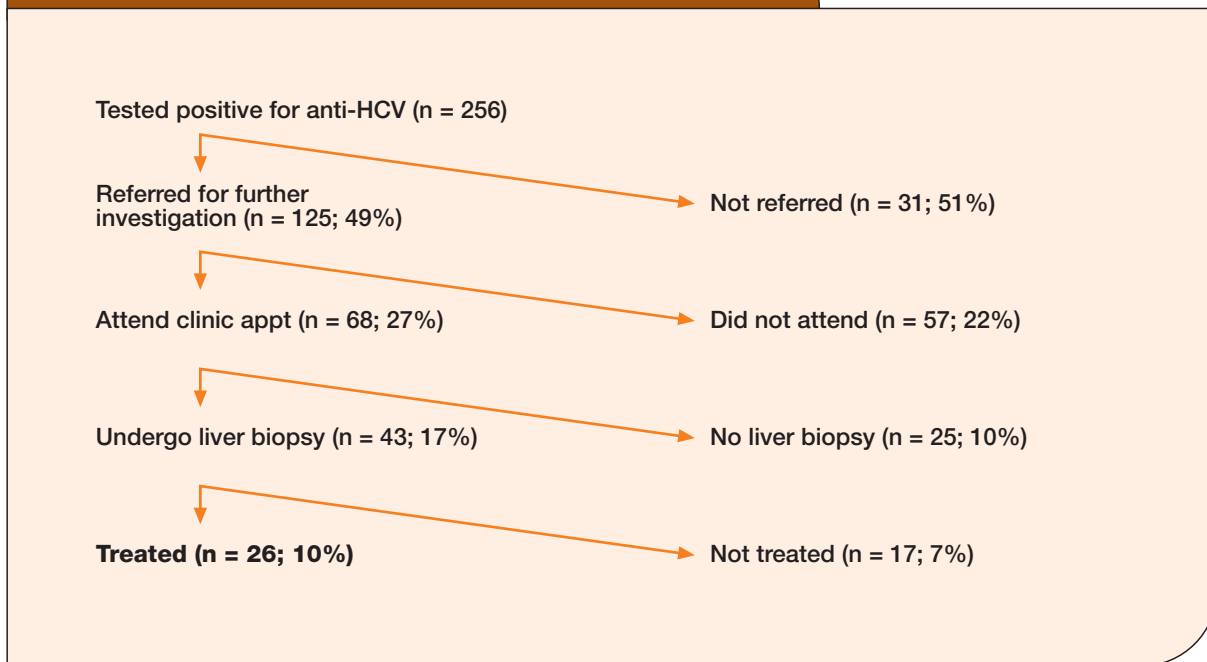 Tested positive for anti-HCV (n = 256)
Referred for further
investigation (n = 125; 49%)
Not referred (n = 31; 51%)
Attend clinic appt (n = 68; 27%)
Did not attend (n = 57; 22%)
Undergo liver biopsy (n = 43; 17%)
No liver biopsy (n = 25; 10%)
Treated (n = 26; 10%)
Not treated (n = 17; 7%)